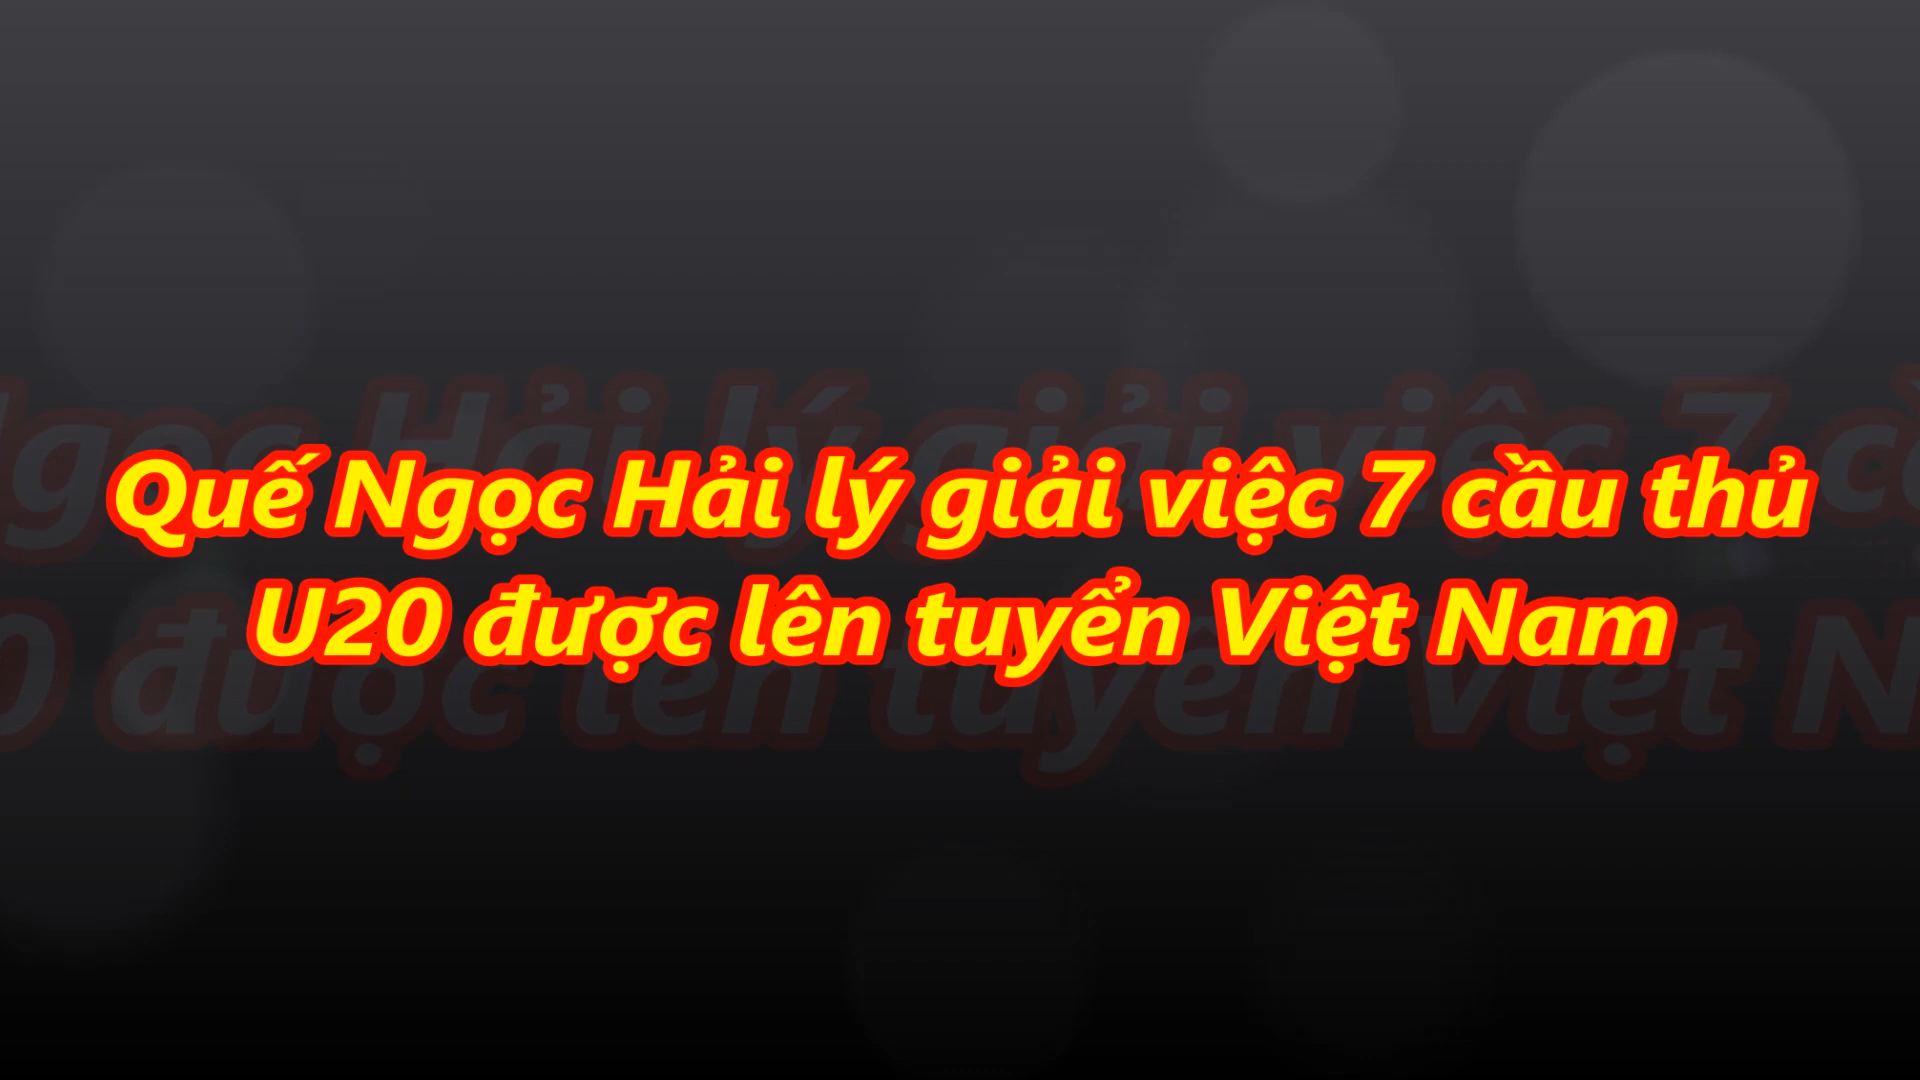 Quế Ngọc Hải lý giải việc 7 cầu thủ
U20 được lên tuyển Việt Nam